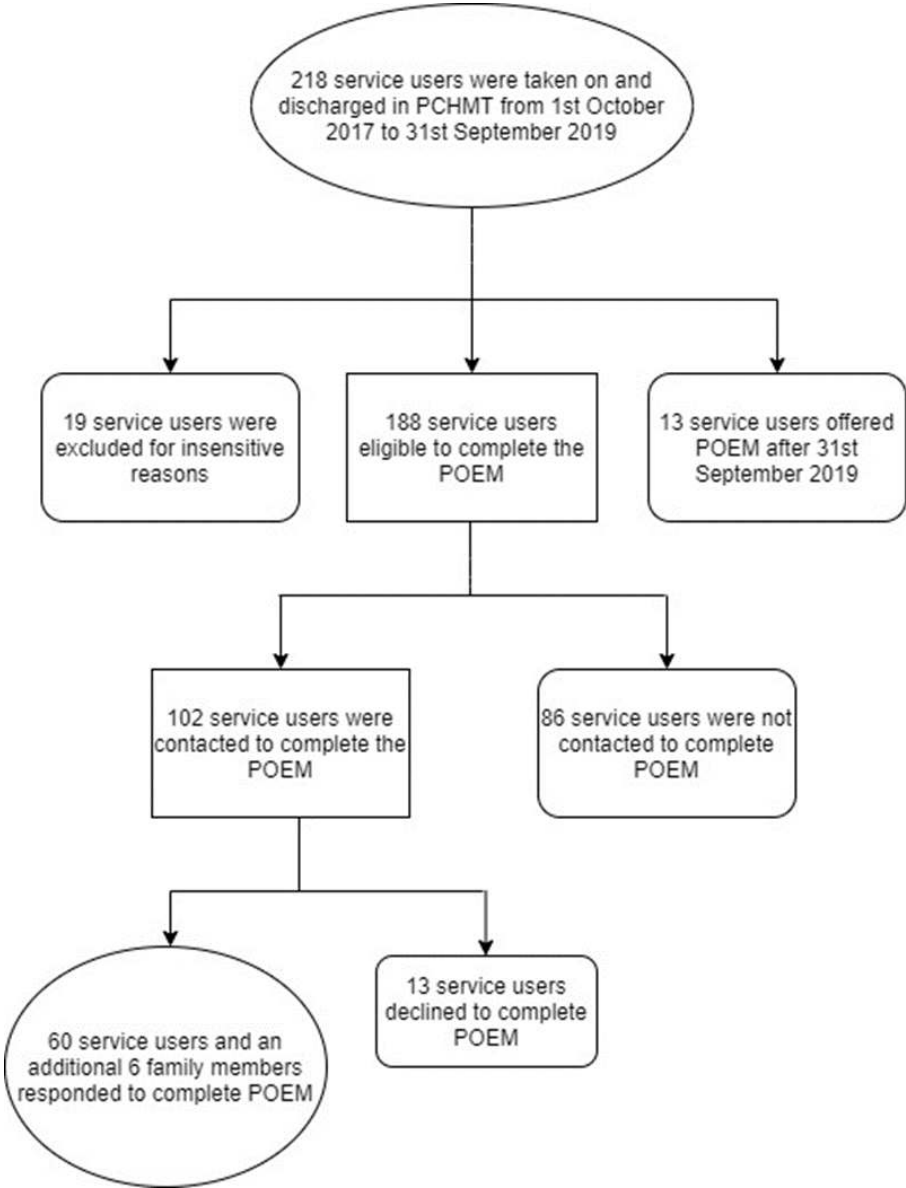 218 service users were taken on and
discharged in PCHMT from 1st October
2017 to 31st September 2019
19 service users were
excluded for insensitive
reasons
188 service users
eligible to complete the
POEM
13 service users offered
POEM after 31st
September 2019
102 service users were
contacted to complete the
POEM
86 service users were not
contacted to complete
POEM
60 service users and an
additional 6 family members
responded to complete POEM
13 service users
declined to complete
POEM